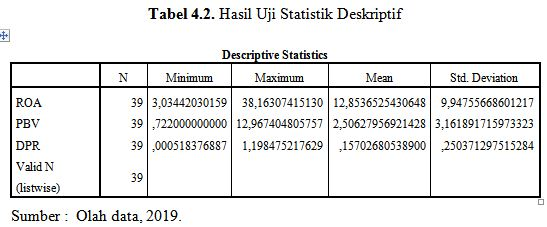 Tabel 4.2. Hasil Uji Statistik Deskriptif
Descriptive Statistics
N Minimum Maximum Mean Std. Deviation
ROA 39 3,03442030159 38,16307415130 12,8536525430648 9,94755668601217
PBV 39 ,722000000000 12,967404805757 2,50627956921428 3,161891715973323
DPR 39 ,000518376887 1,198475217629 ,15702680538900 ,250371297515284
Valid N
(listwise) 39
Sumber : Olah data, 2019.